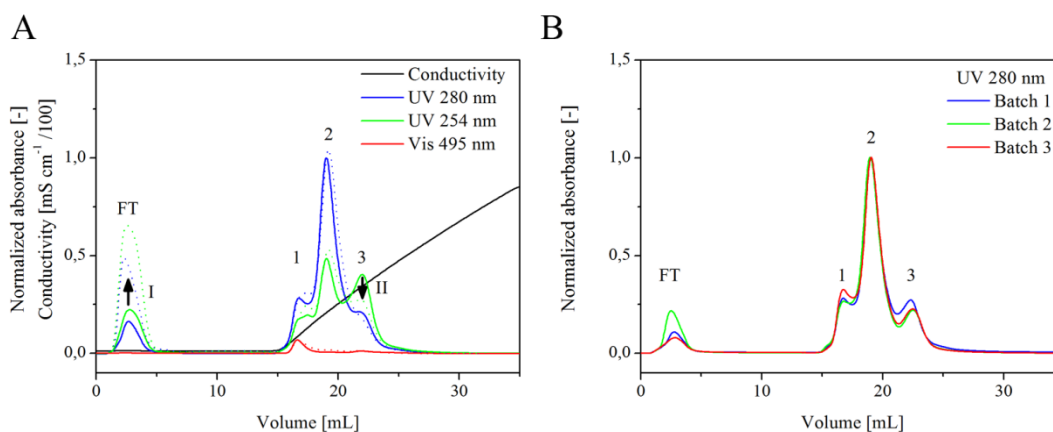 A
Normalized absorbance [-]
Conductivity [mS cm⁻¹ /100]
1,5
1,0
0,5
0,0
0
10
20
30
Volume [mL]
Conductivity
UV 280 nm
UV 254 nm
Vis 495 nm
FT
I
1
2
3
II
B
Normalized absorbance [-]
1,5
1,0
0,5
0,0
0
10
20
30
Volume [mL]
UV 280 nm
Batch 1
Batch 2
Batch 3
FT
1
2
3